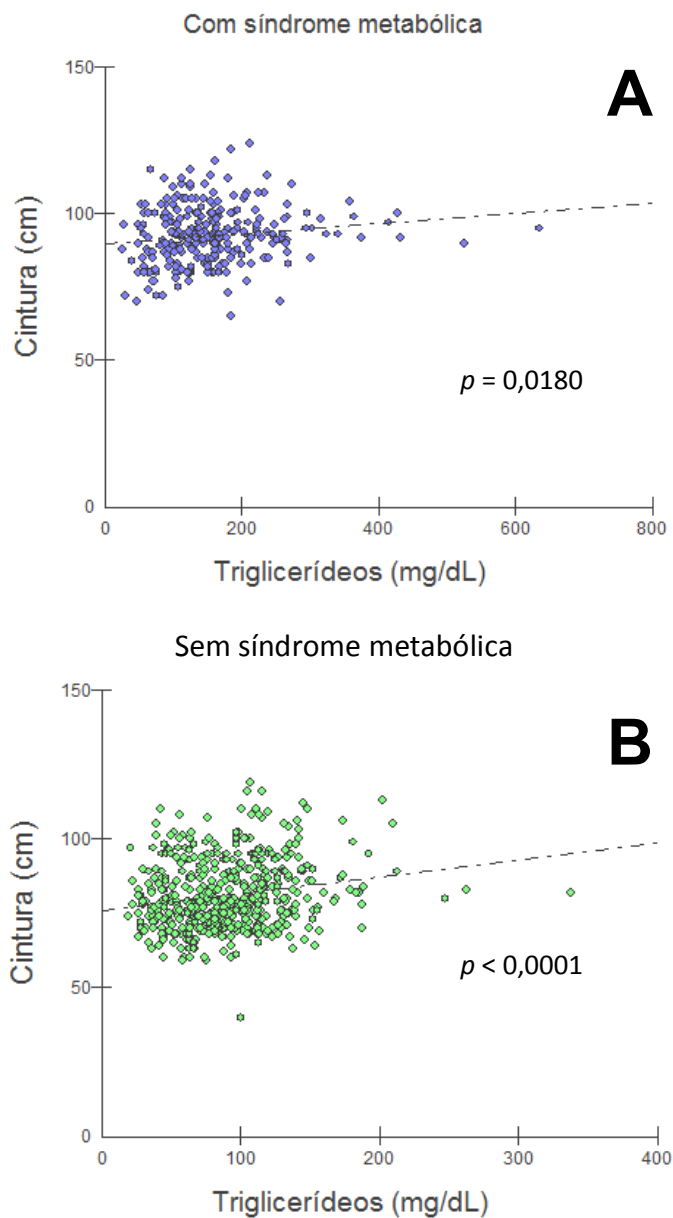 Com síndrome metabólica
A
150
100
50
0
Cintura (cm)
p = 0,0180
0 200 400 600 800
Triglicerídeos (mg/dL)
Sem síndrome metabólica
B
150
100
50
0
Cintura (cm)
p < 0,0001
0 100 200 300 400
Triglicerídeos (mg/dL)